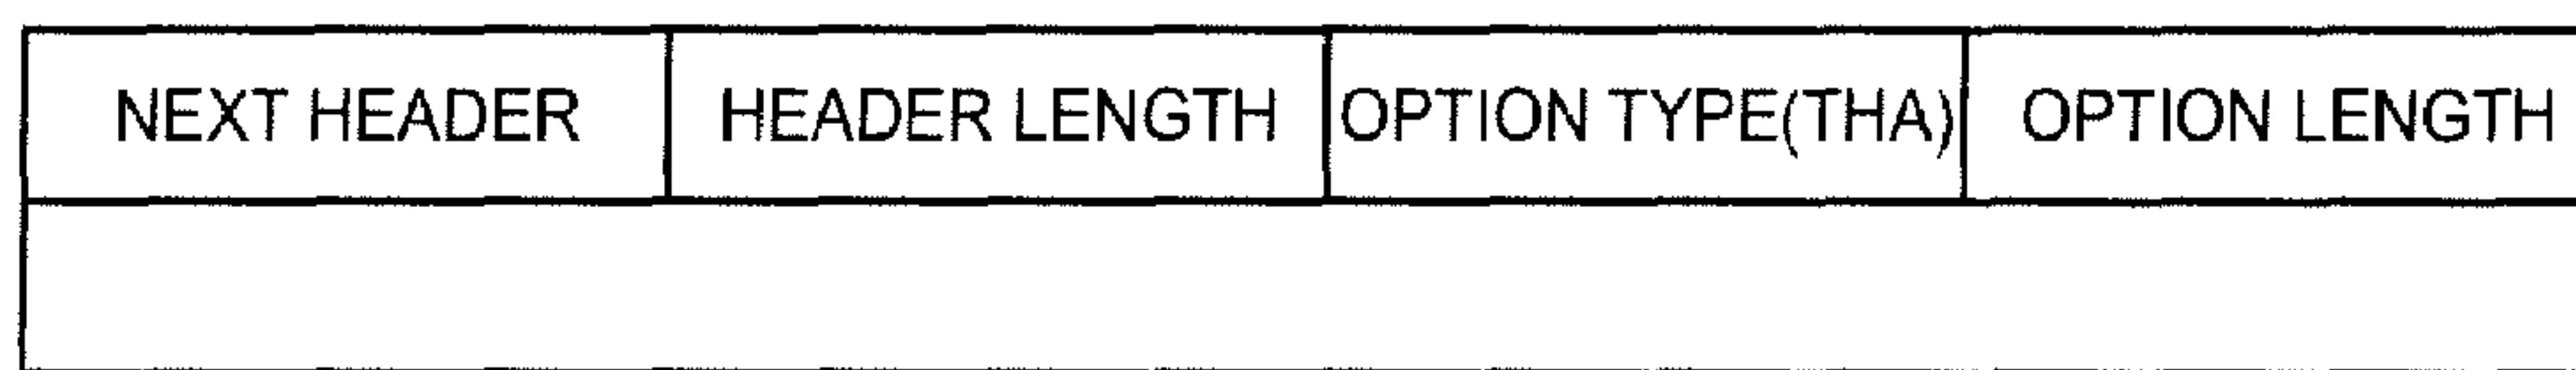 NEXT HEADER HEADER LENGTH OPTION TYPE(THA) OPTION LENGTH